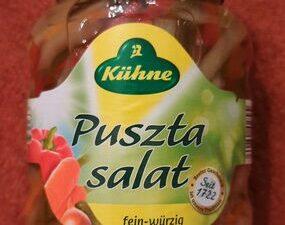 Kühne
Puszta
salat
Seit
1722
fein-würzig